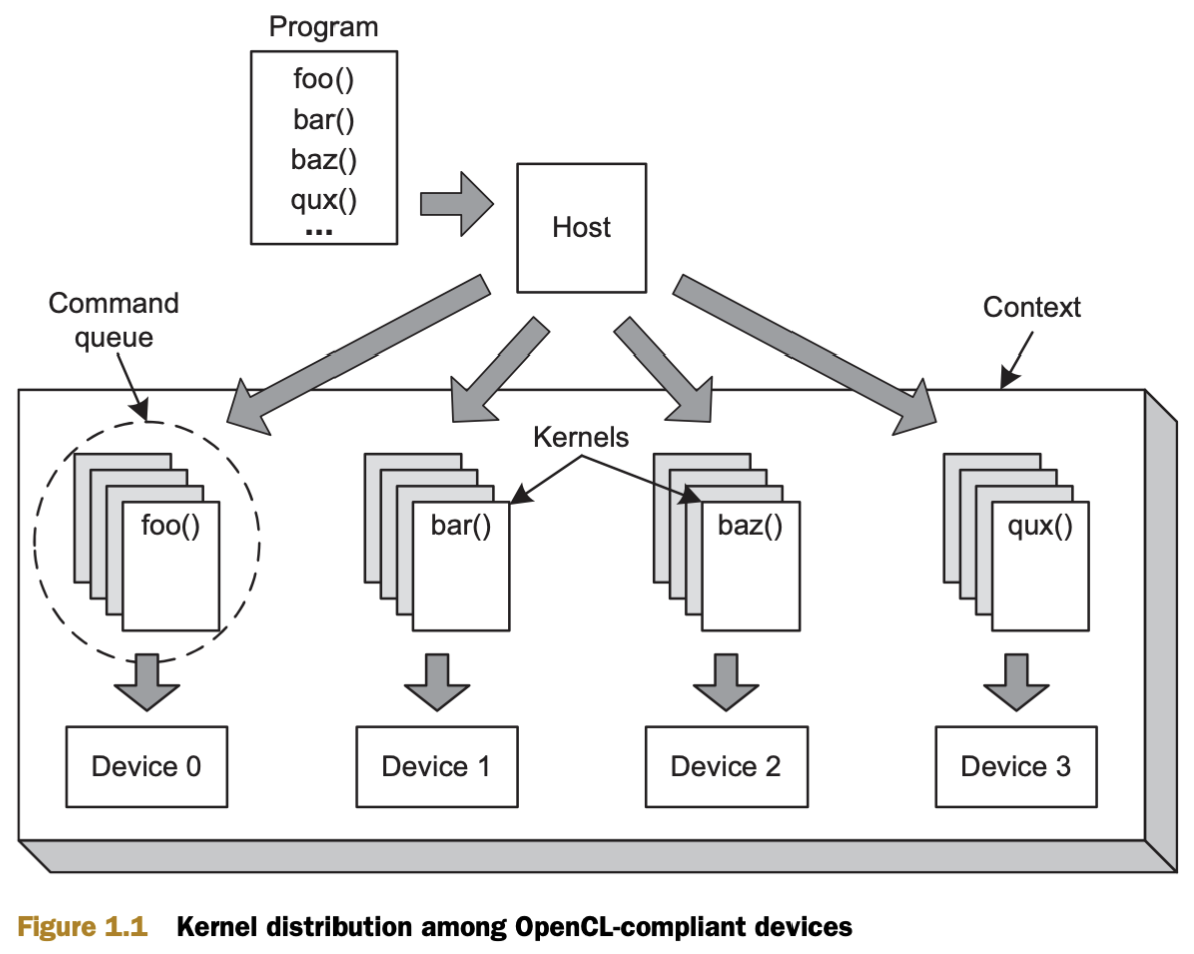 Program
foo()
bar()
baz()
qux()
...
Host
Command
queue
Context
Kernels
foo()
bar()
baz()
qux()
Device 0
Device 1
Device 2
Device 3
Figure 1.1 Kernel distribution among OpenCL-compliant devices